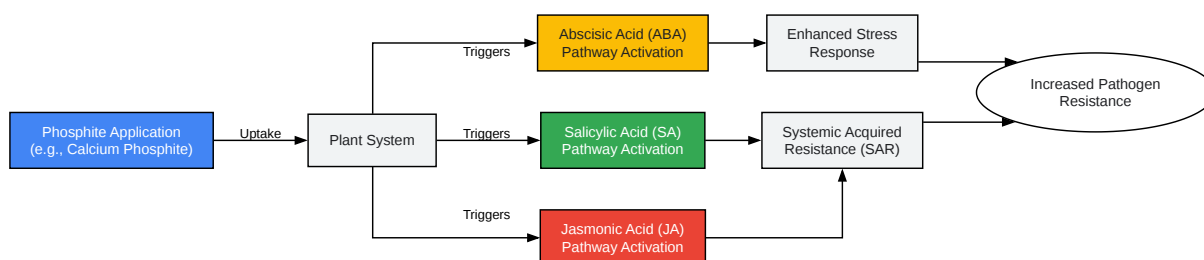 Phosphite Application
(e.g., Calcium Phosphite)
Uptake
Plant System
Triggers
Abscisic Acid (ABA)
Pathway Activation
Enhanced Stress
Response
Triggers
Salicylic Acid (SA)
Pathway Activation
Systemic Acquired
Resistance (SAR)
Triggers
Jasmonic Acid (JA)
Pathway Activation
Increased Pathogen
Resistance